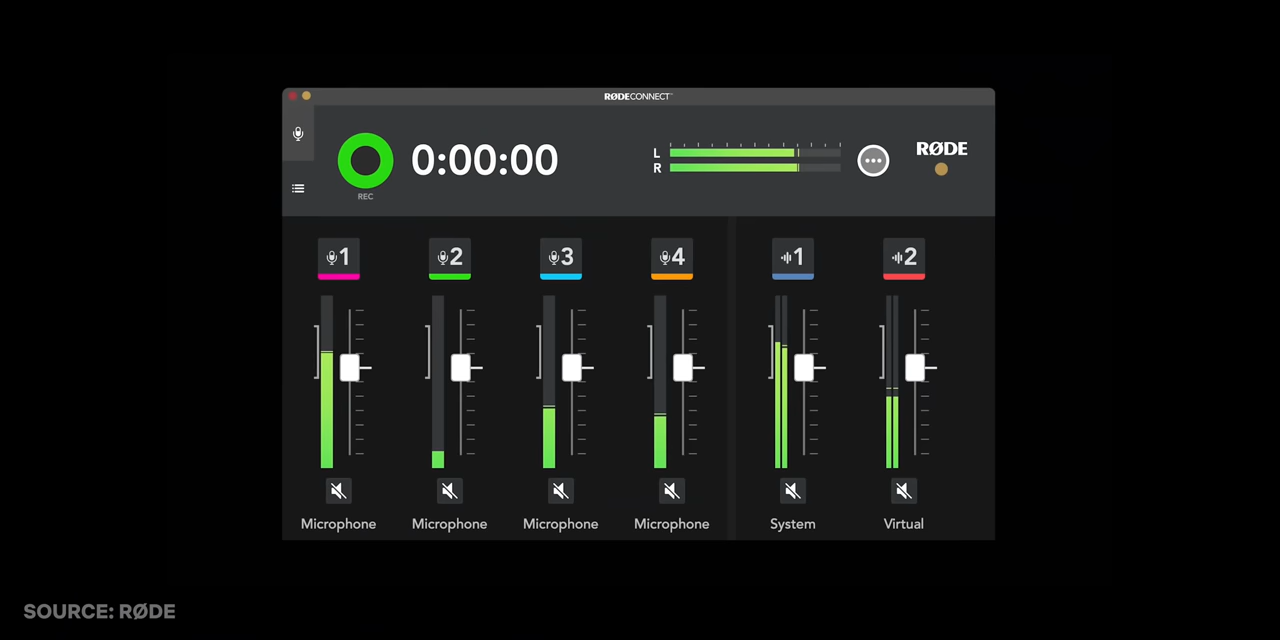 RØDECONNECT™
0:00:00
REC
L
R
RØDE
1
2
3
4
1
2
Microphone
Microphone
Microphone
Microphone
System
Virtual
SOURCE: RØDE